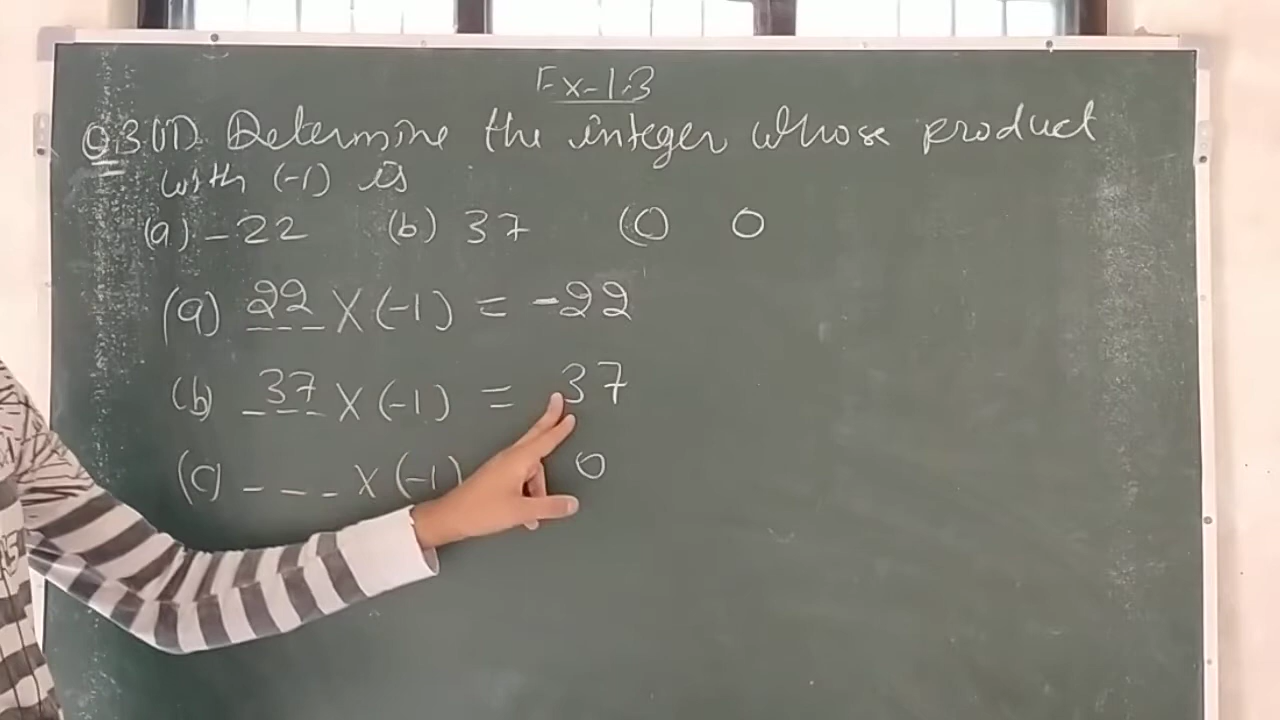 Ex-1.3
Q3(ii) Determine the integer whose product
with (-1) is
(a) -22 (b) 37 (c) 0
(a) 22 X (-1) = -22
(b) 37 X (-1) = 37
(c) --- X (-1) 0